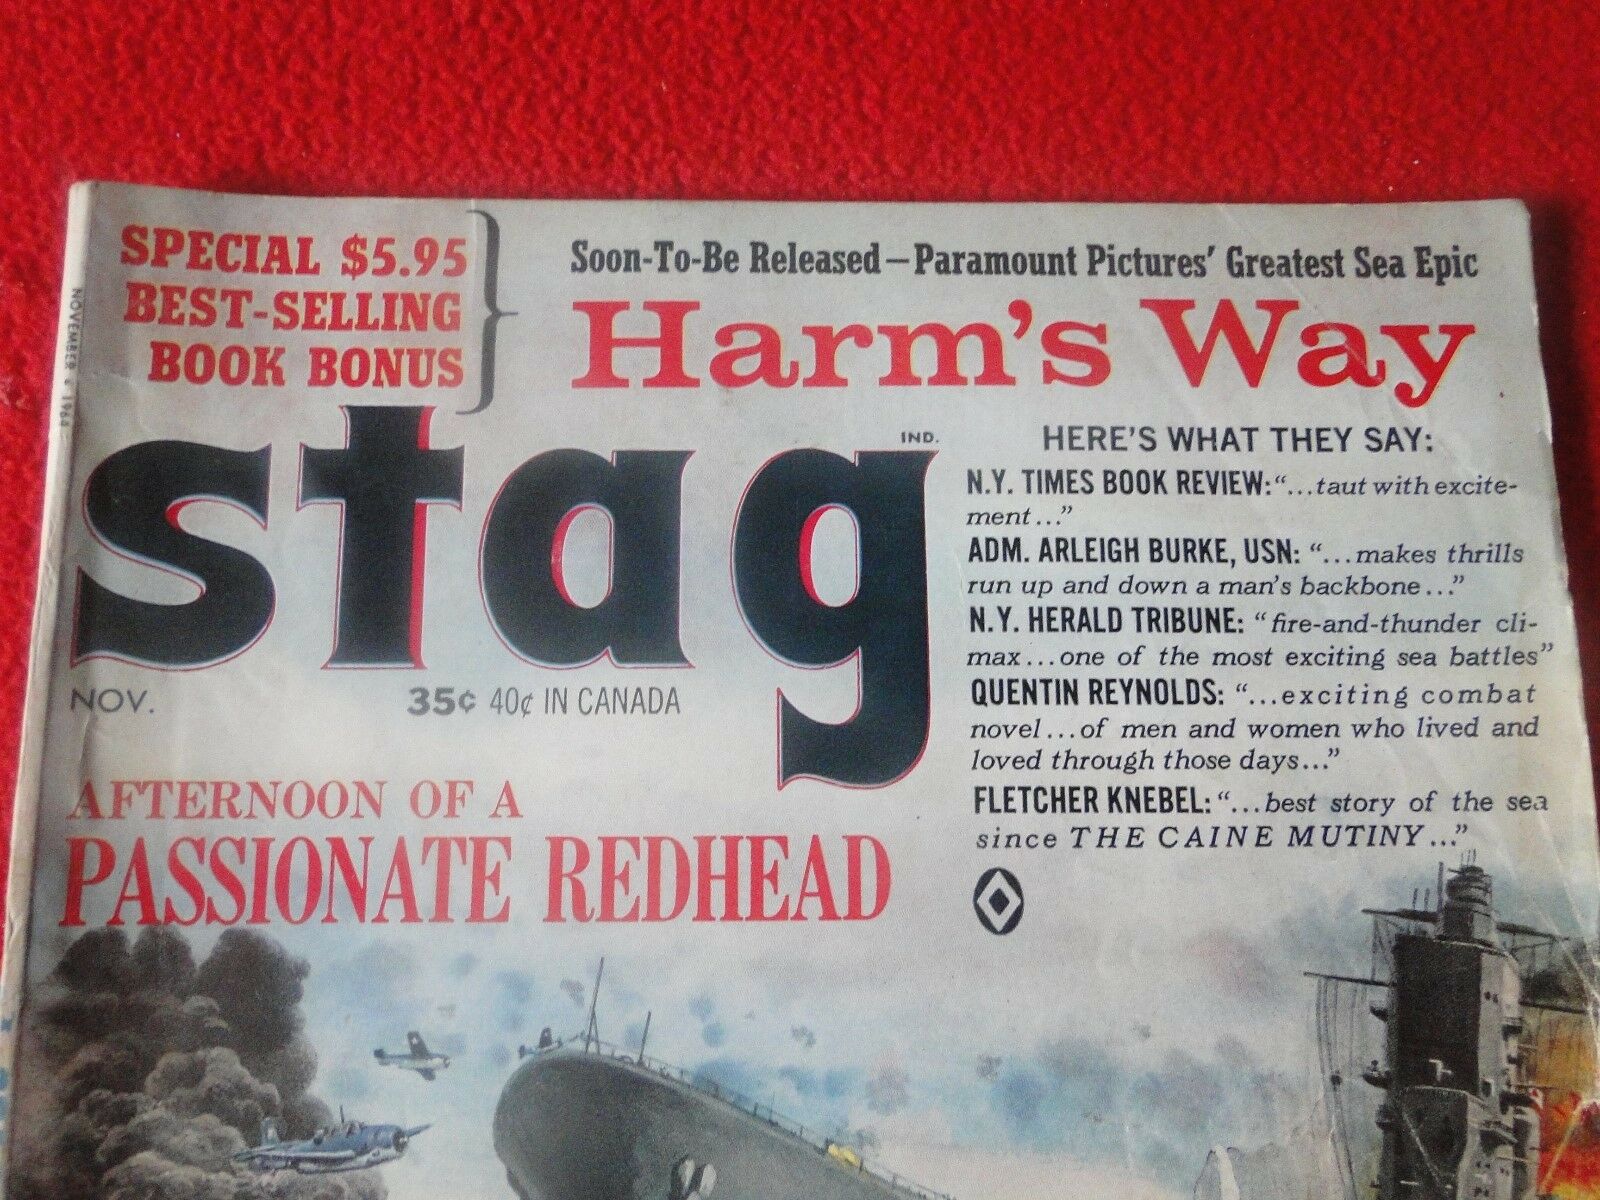 SPECIAL $5.95
BEST-SELLING
BOOK BONUS
Soon-To-Be Released—Paramount Pictures' Greatest Sea Epic
Harm's Way
NOVEMBER • 1964
stag
IND.
NOV.
35¢ 40¢ IN CANADA
HERE'S WHAT THEY SAY:
N.Y. TIMES BOOK REVIEW: "...taut with excite-
ment..."
ADM. ARLEIGH BURKE, USN: "...makes thrills
run up and down a man's backbone..."
N.Y. HERALD TRIBUNE: "fire-and-thunder cli-
max...one of the most exciting sea battles"
QUENTIN REYNOLDS: "...exciting combat
novel...of men and women who lived and
loved through those days..."
FLETCHER KNEBEL: "...best story of the sea
since THE CAINE MUTINY..."
AFTERNOON OF A
PASSIONATE REDHEAD